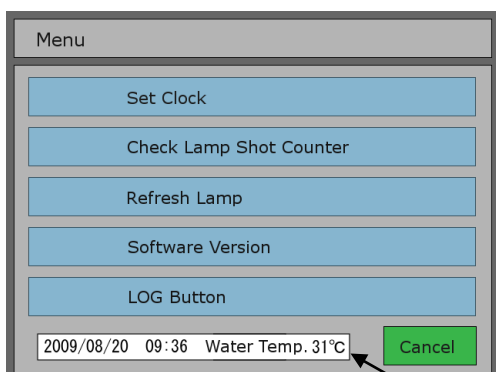 Menu
Set Clock
Check Lamp Shot Counter
Refresh Lamp
Software Version
LOG Button
2009/08/20 09:36 Water Temp. 31℃ Cancel